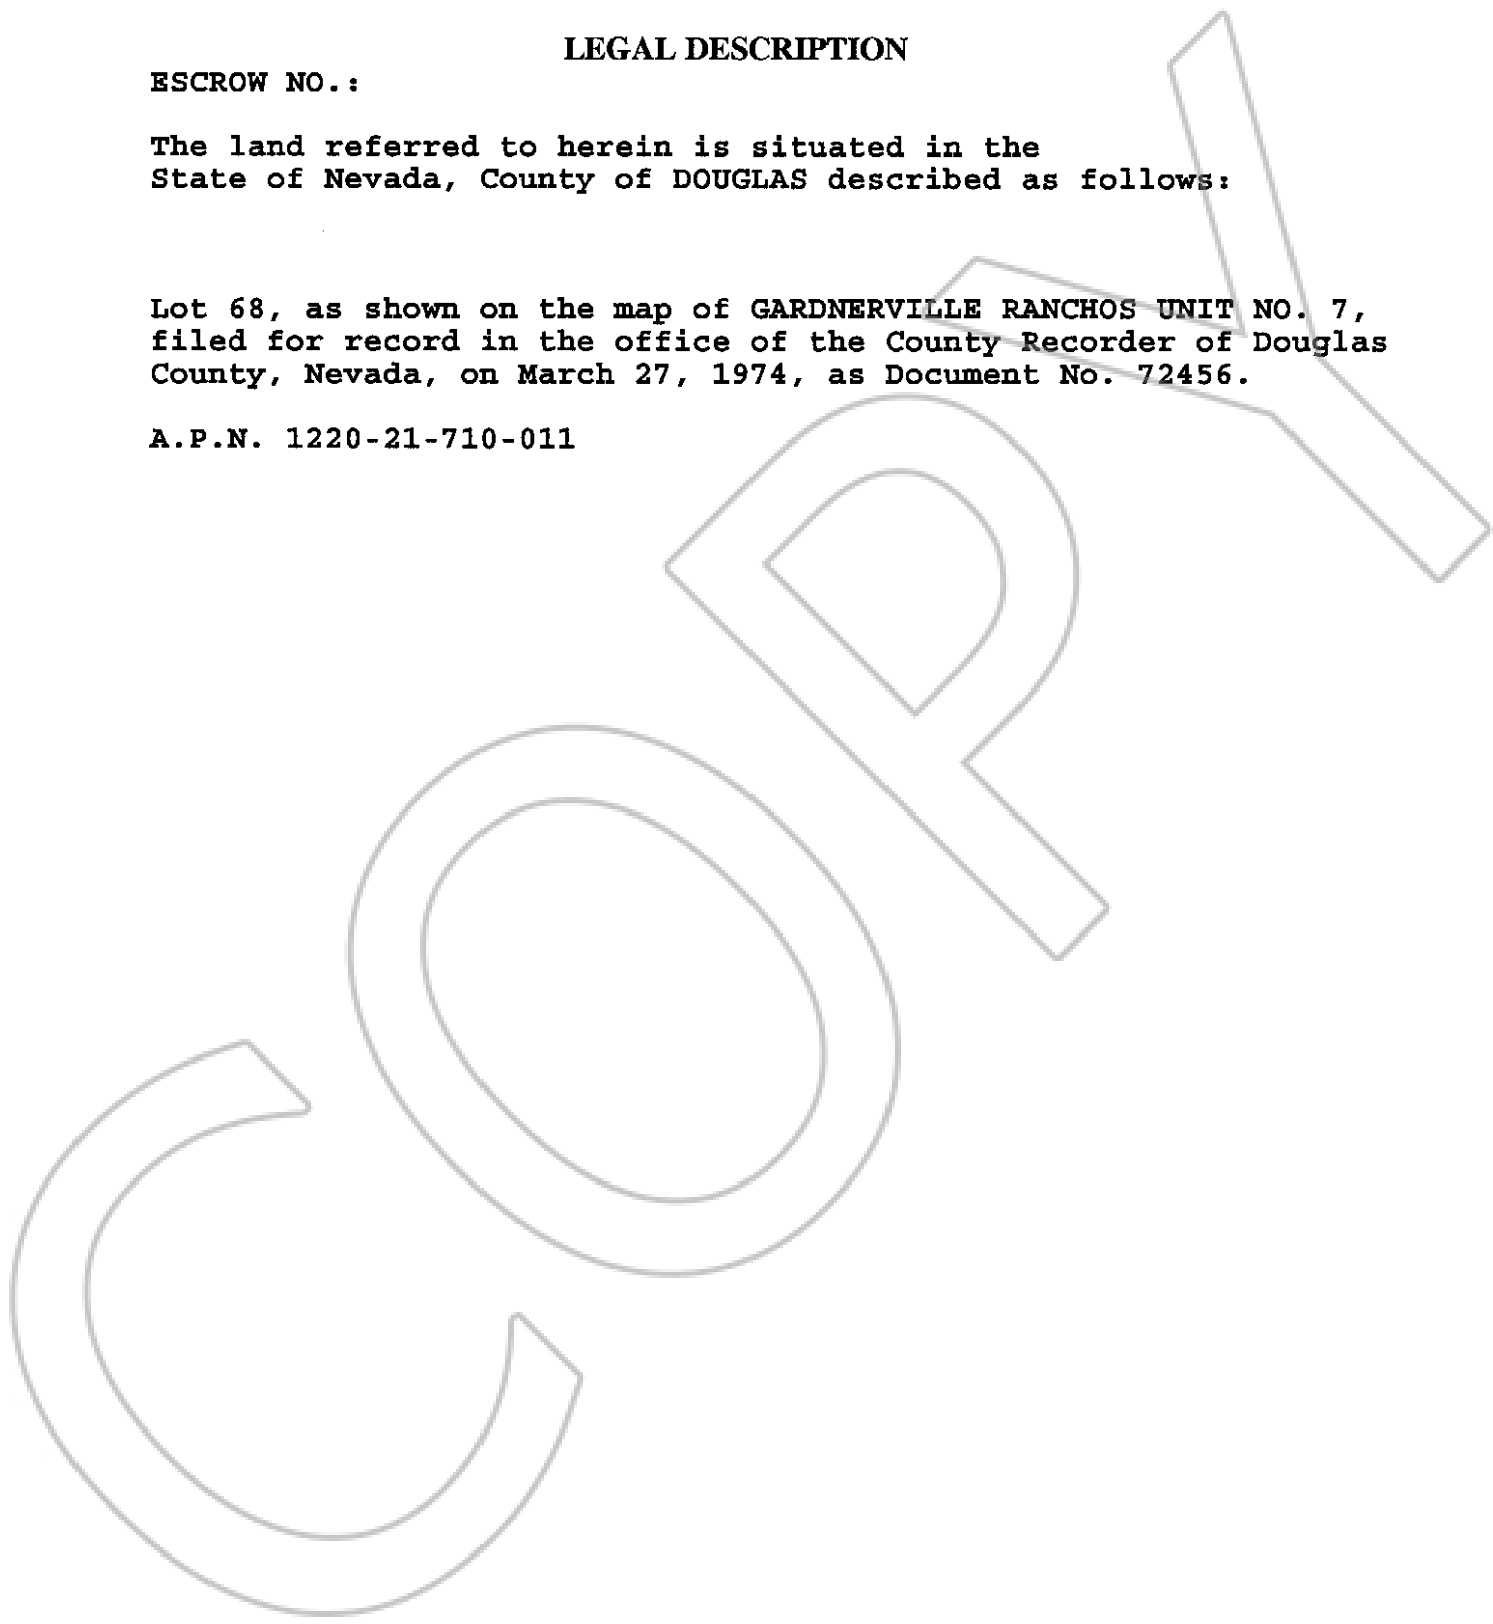 LEGAL DESCRIPTION
ESCROW NO.:
The land referred to herein is situated in the
State of Nevada, County of DOUGLAS described as follows:
Lot 68, as shown on the map of GARDNERVILLE RANCHOS UNIT NO. 7,
filed for record in the office of the County Recorder of Douglas
County, Nevada, on March 27, 1974, as Document No. 72456.
A.P.N. 1220-21-710-011
COPY